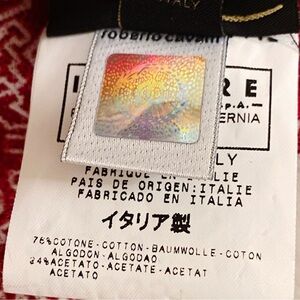 ITALY
roberto cavalli
RE
S.p.A.
ERNIA
LY
FABRIQUE EN ITALIE
PAIS DE ORIGEN:ITALIE
FABRICADO EN ITALIA
イタリア製
76%COTONE-COTTON-BAUMWOLLE-COTON
ALGODON-ALGODAO
24%ACETATO-ACETATE-ACETAT
ACETATO